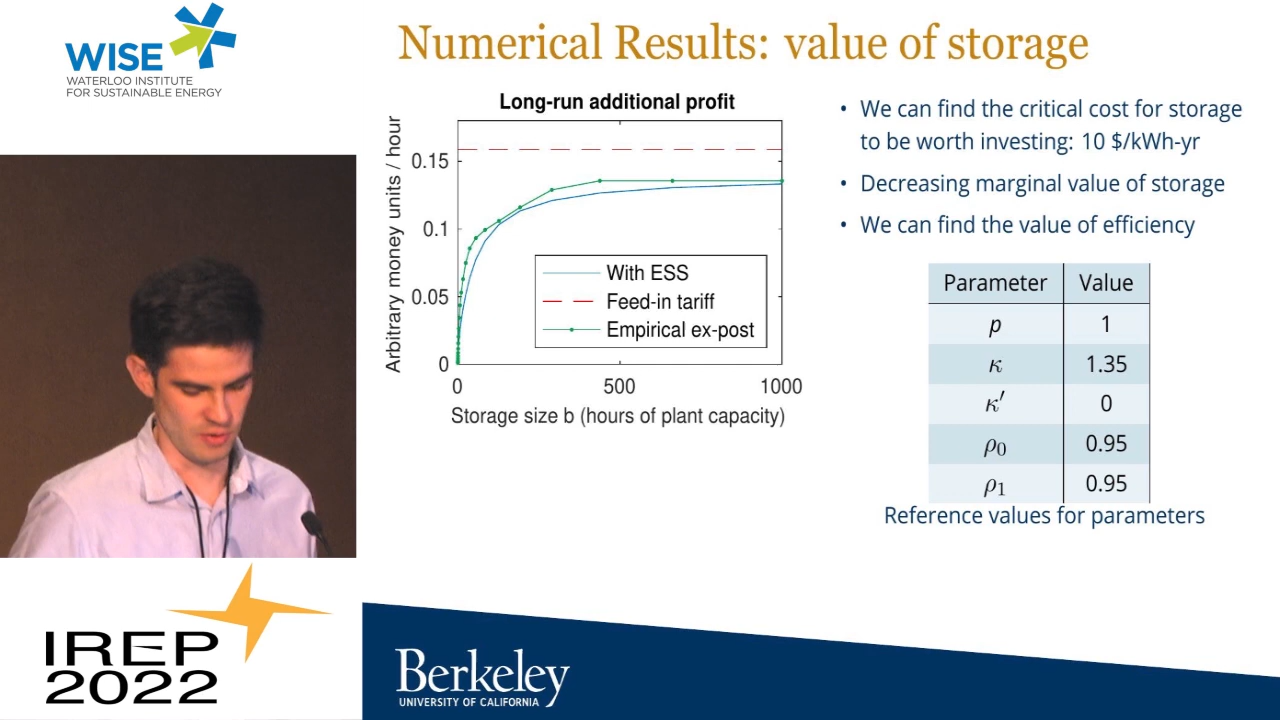 WISE
WATERLOO INSTITUTE
FOR SUSTAINABLE ENERGY
Numerical Results: value of storage
Long-run additional profit
Arbitrary money units / hour
0.15
0.1
0.05
0
With ESS
Feed-in tariff
Empirical ex-post
0 500 1000
Storage size b (hours of plant capacity)
• We can find the critical cost for storage
to be worth investing: 10 $/kWh-yr
• Decreasing marginal value of storage
• We can find the value of efficiency
Parameter Value
p 1
κ 1.35
κ′ 0
ρ0 0.95
ρ1 0.95
Reference values for parameters
IREP
2022
Berkeley
UNIVERSITY OF CALIFORNIA